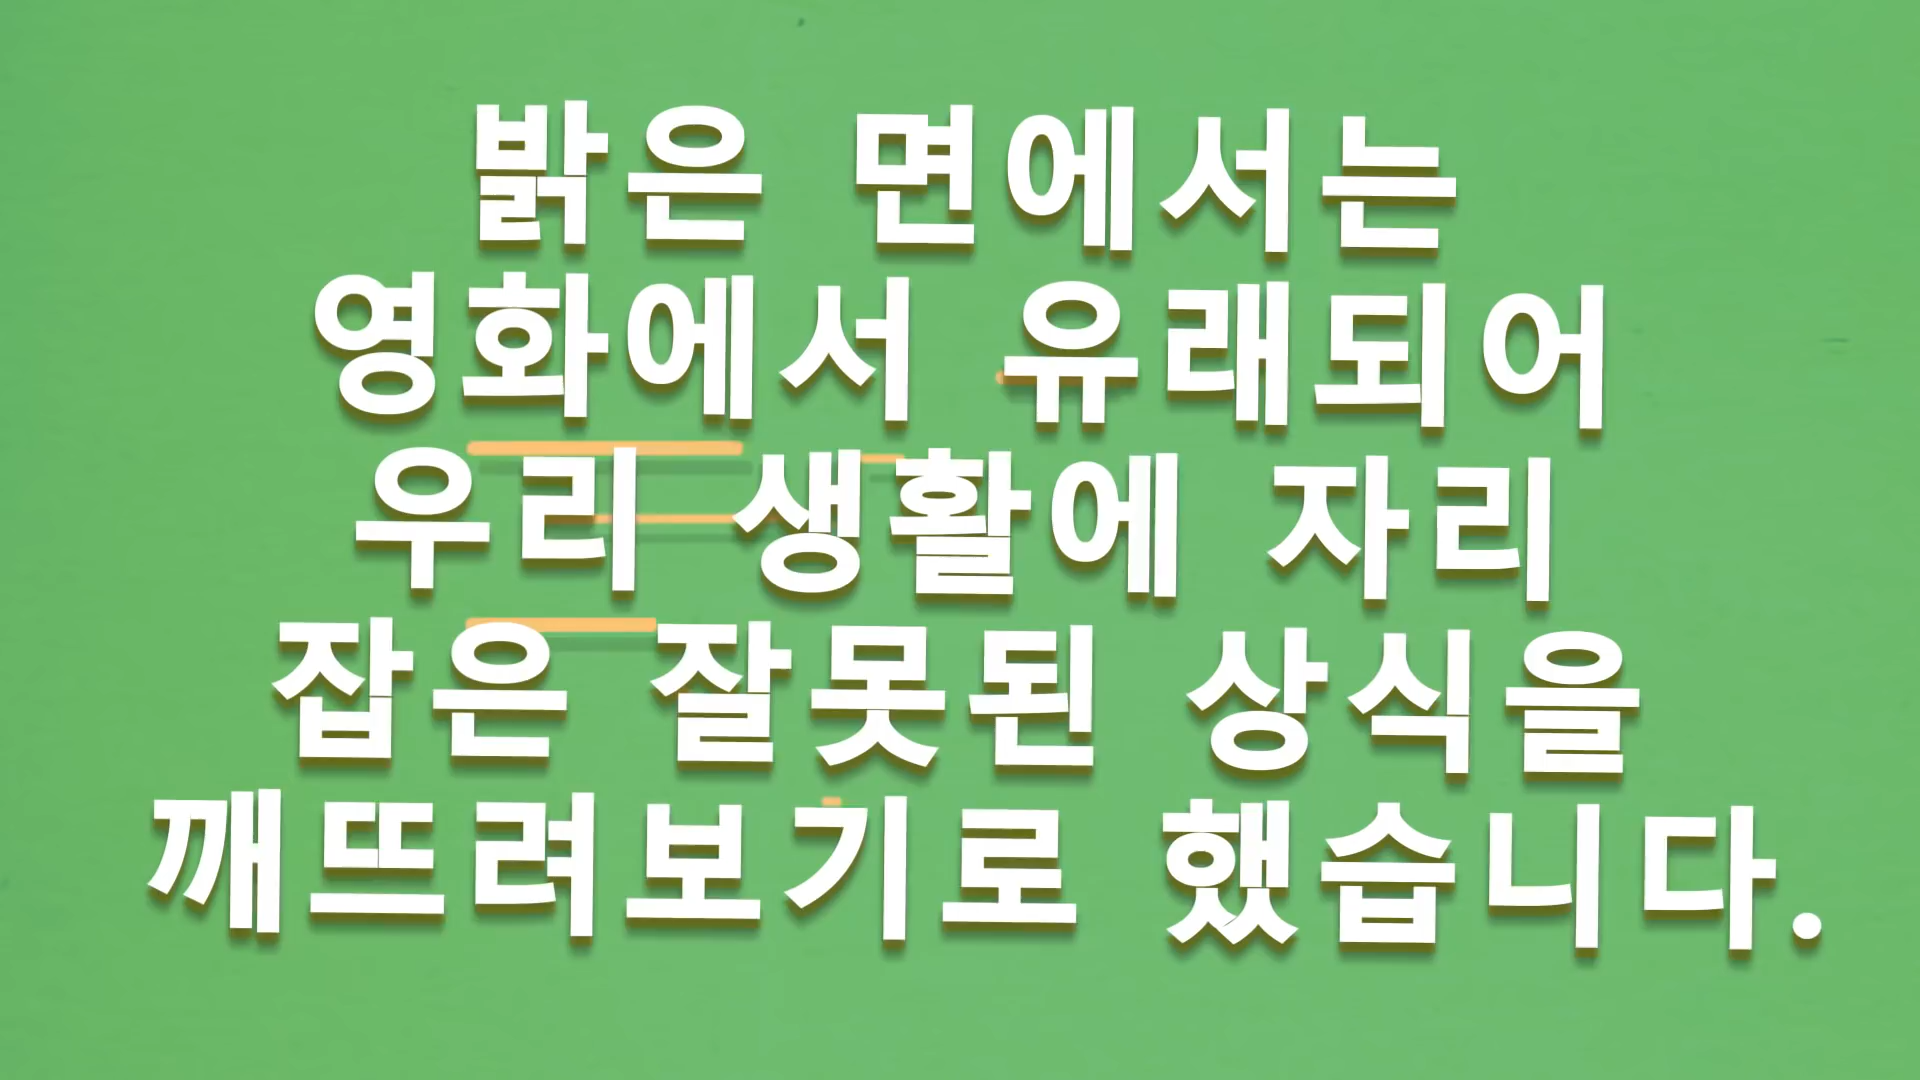 밝은 면에서는
영화에서 유래되어
우리 생활에 자리
잡은 잘못된 상식을
깨뜨려보기로 했습니다.